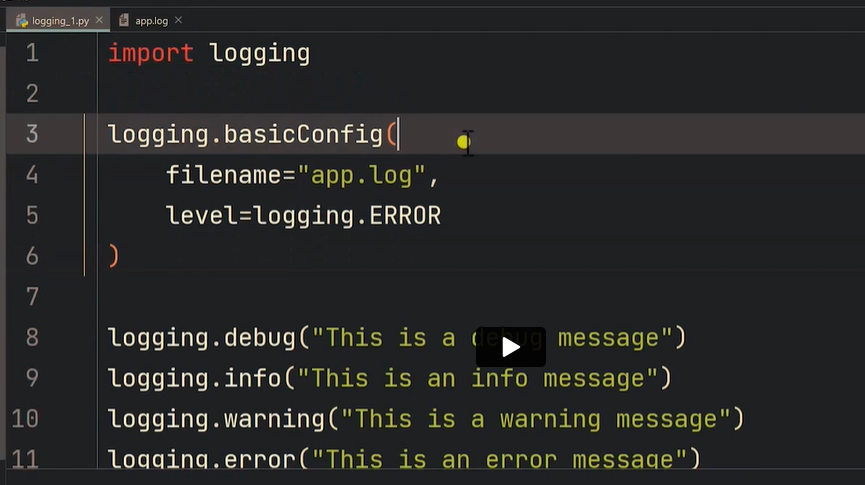 logging_1.py app.log
1 import logging
2
3 logging.basicConfig(
4 filename="app.log",
5 level=logging.ERROR
6 )
7
8 logging.debug("This is a debug message")
9 logging.info("This is an info message")
10 logging.warning("This is a warning message")
11 logging.error("This is an error message")